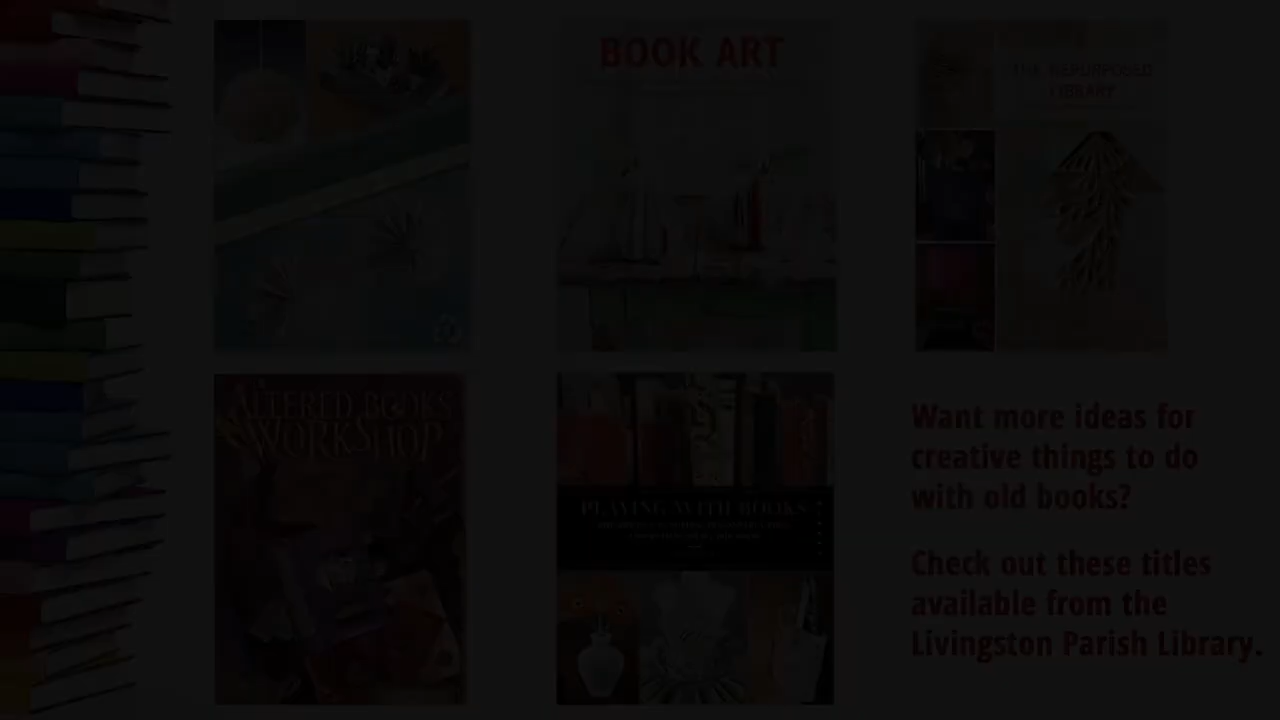 BOOK ART
THE REPURPOSED
LIBRARY
ALTERED BOOKS
WORKSHOP
PLAYING WITH BOOKS
Want more ideas for
creative things to do
with old books?
Check out these titles
available from the
Livingston Parish Library.